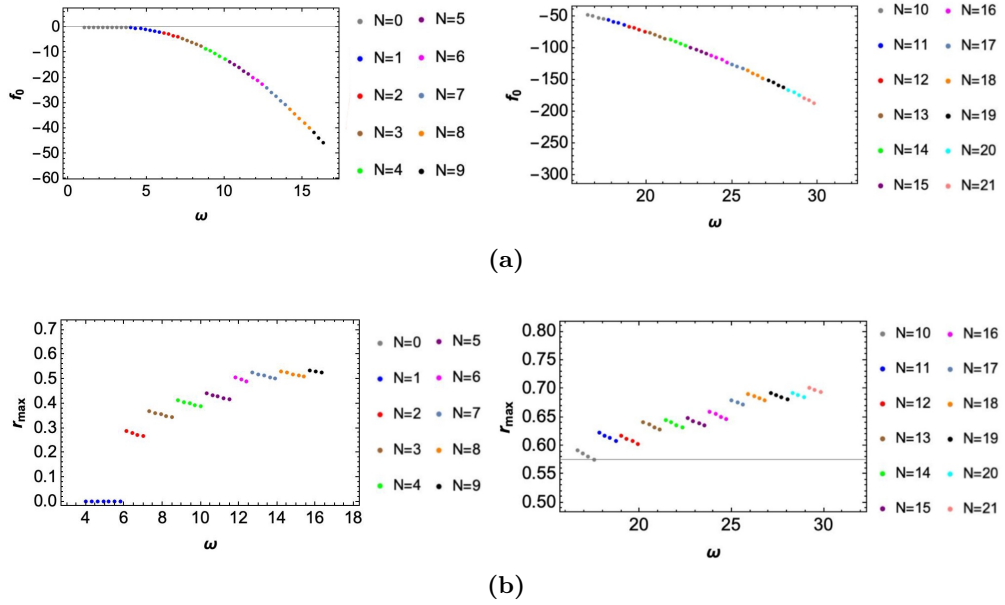 0
-10
-20
-30
-40
-50
-60
f0
0 5 10 15
ω
N=0 N=5
N=1 N=6
N=2 N=7
N=3 N=8
N=4 N=9
-50
-100
-150
-200
-250
-300
f0
20 25 30
ω
N=10 N=16
N=11 N=17
N=12 N=18
N=13 N=19
N=14 N=20
N=15 N=21
(a)
0.7
0.6
0.5
0.4
0.3
0.2
0.1
0.0
rmax
4 6 8 10 12 14 16 18
ω
N=0 N=5
N=1 N=6
N=2 N=7
N=3 N=8
N=4 N=9
0.80
0.75
0.70
0.65
0.60
0.55
0.50
rmax
20 25 30
ω
N=10 N=16
N=11 N=17
N=12 N=18
N=13 N=19
N=14 N=20
N=15 N=21
(b)